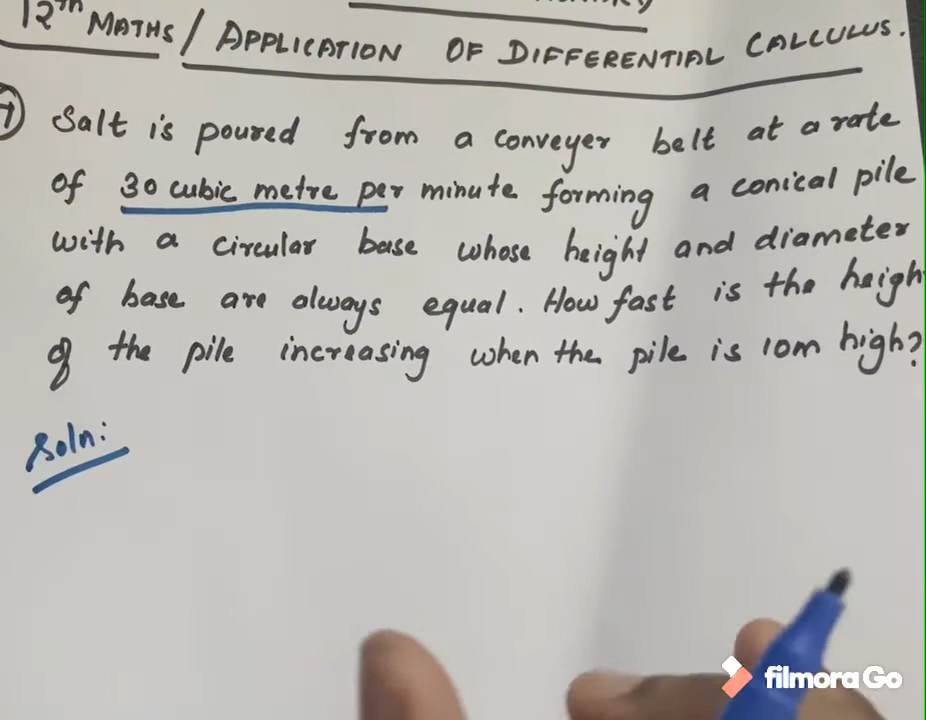 12th MATHS / APPLICATION OF DIFFERENTIAL CALCULUS.
Salt is poured from a conveyer belt at a rate
of 30 cubic metre per minute forming a conical pile
with a circular base whose height and diameter
of base are always equal. How fast is the heigh
of the pile increasing when the pile is 10m high?
Soln:
filmoraGo